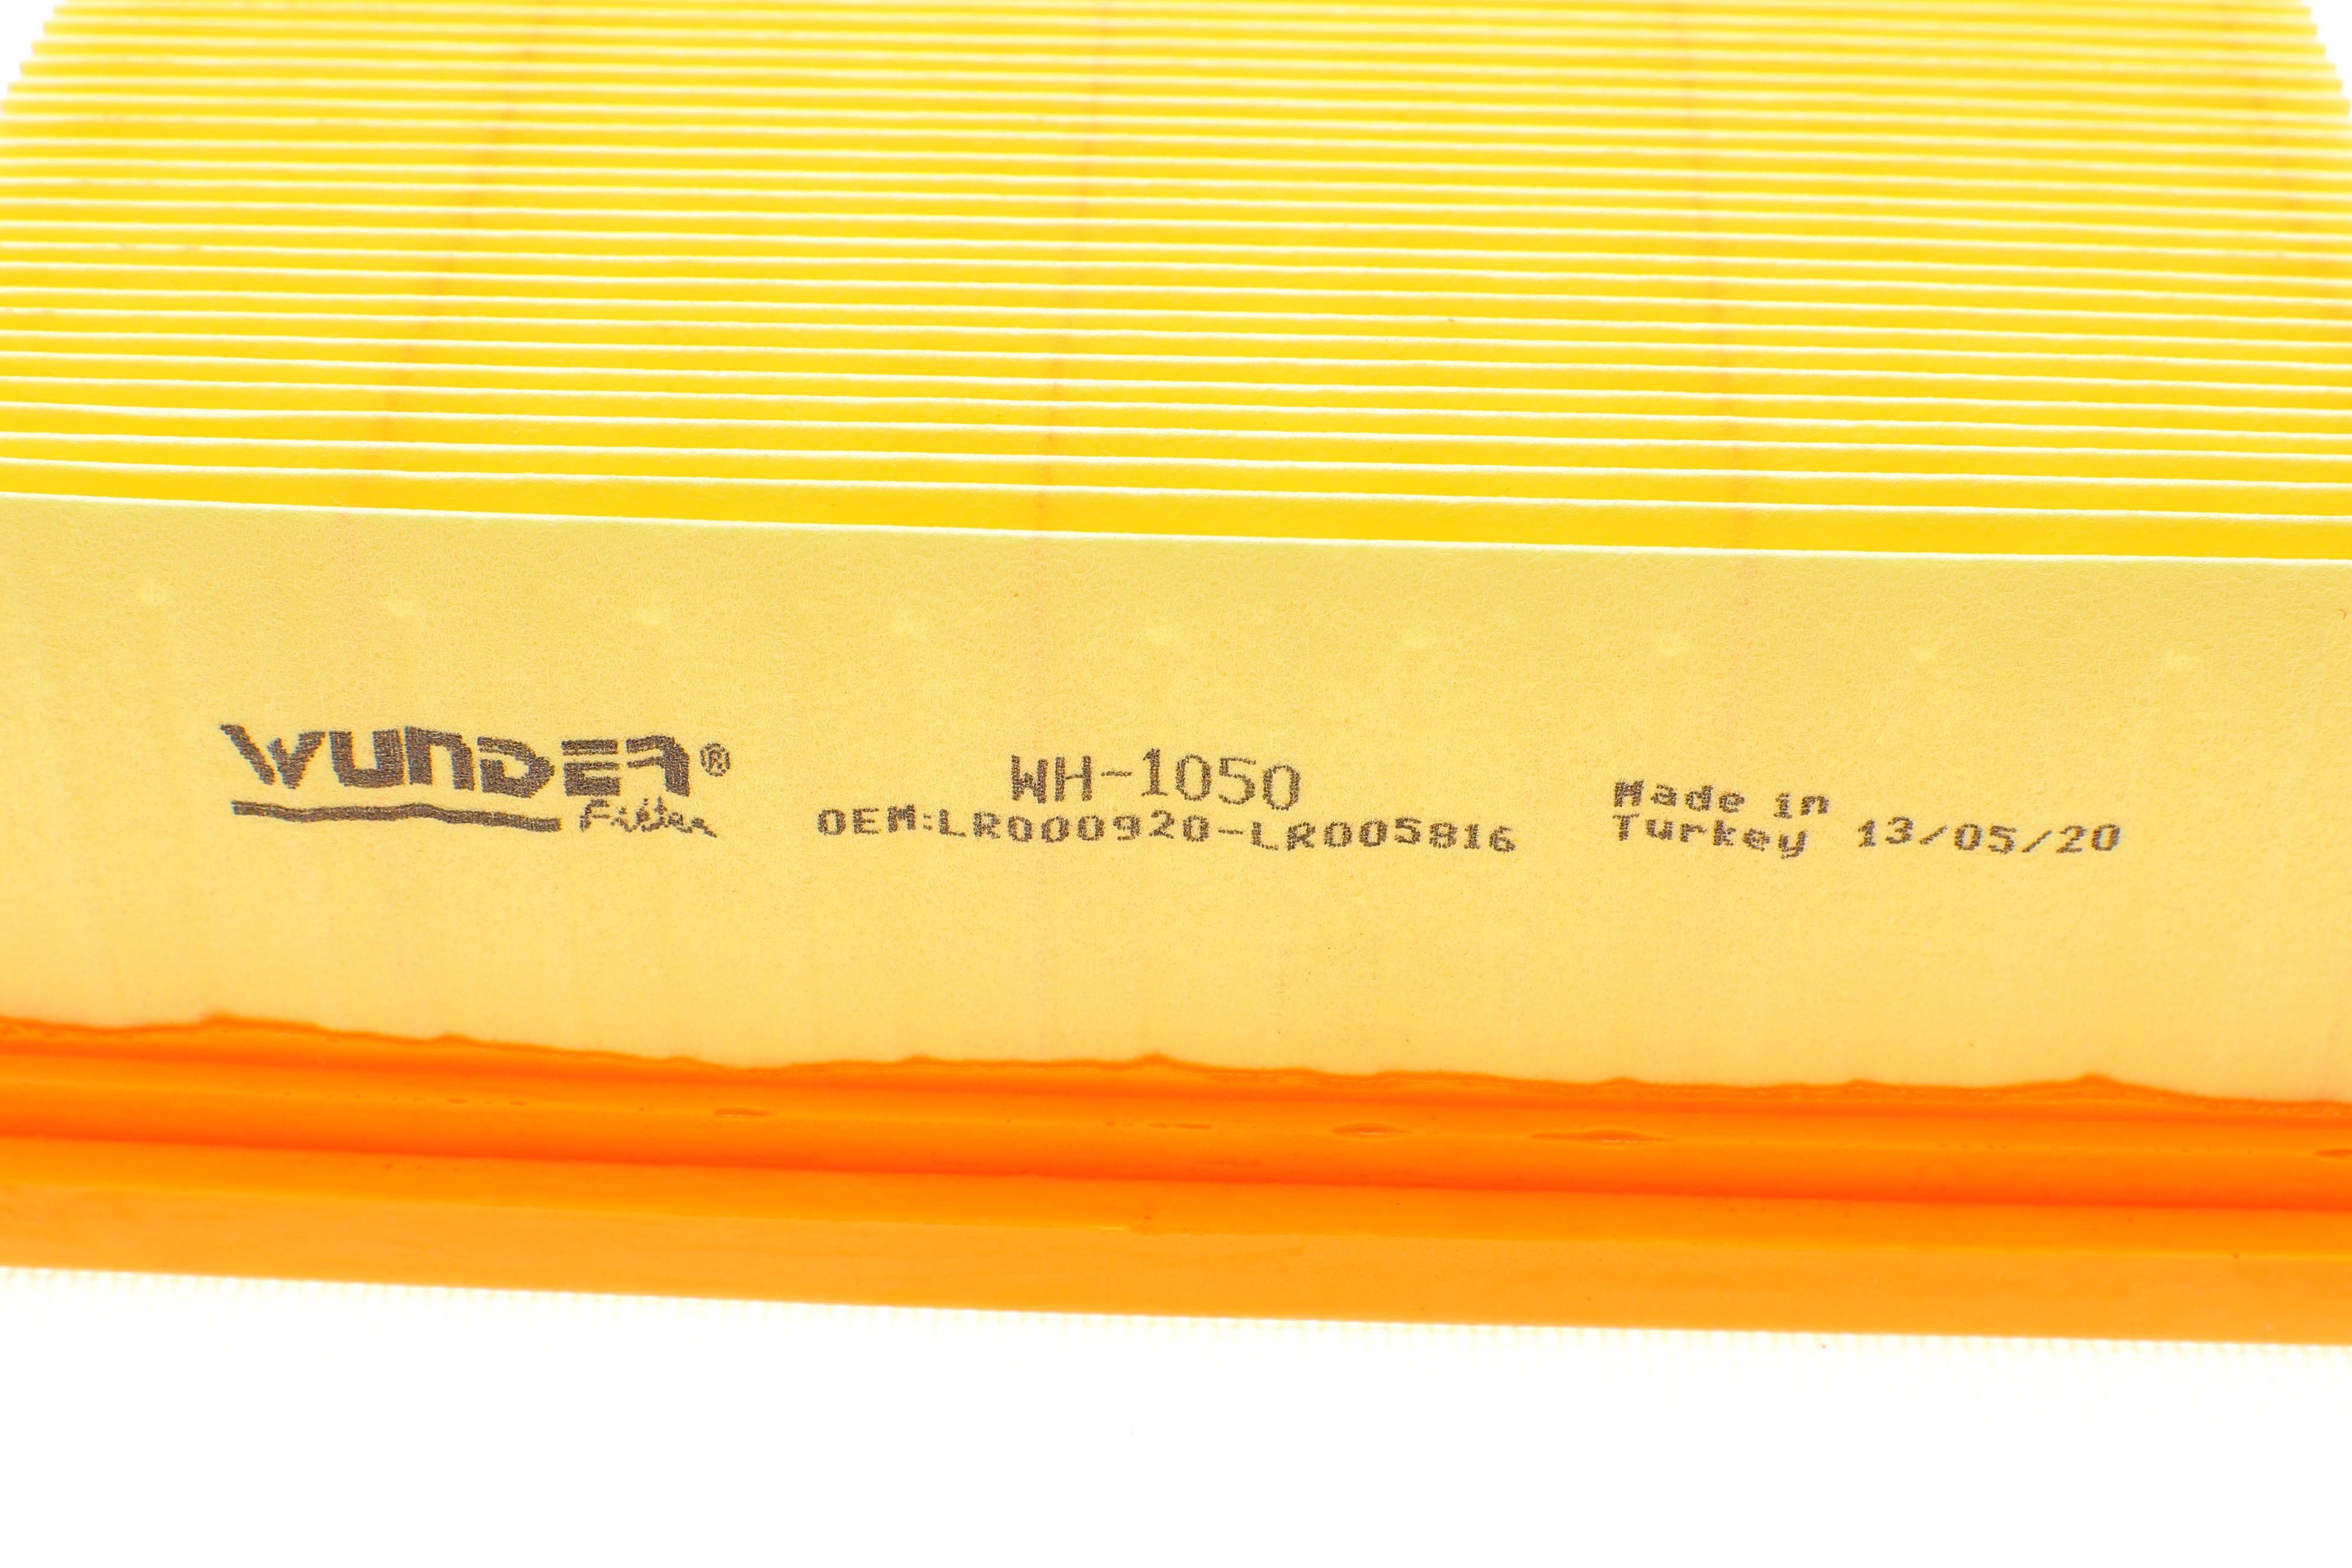 WUNDER®
Filter
WH-1050
OEM:LR000920-LR005816
Made in
Turkey 13/05/20